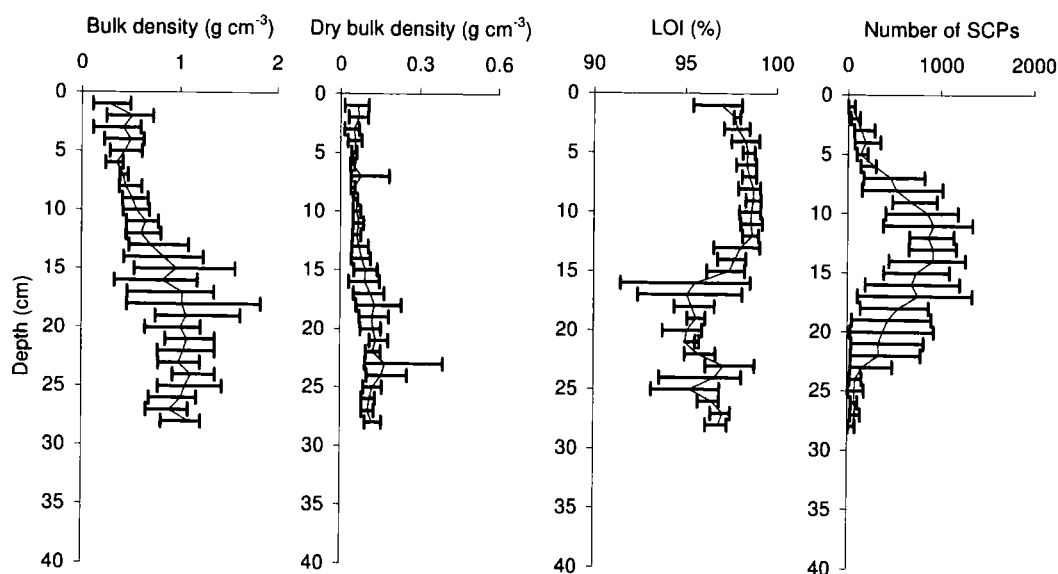 Bulk density (g cm-3) Dry bulk density (g cm-3) LOI (%) Number of SCPs
0 1 2 0 0.3 0.6 90 95 100 0 1000 2000
0 0 0 0
5 5 5 5
10 10 10 10
15 15 15 15
20 20 20 20
25 25 25 25
30 30 30 30
35 35 35 35
40 40 40 40
Depth (cm)